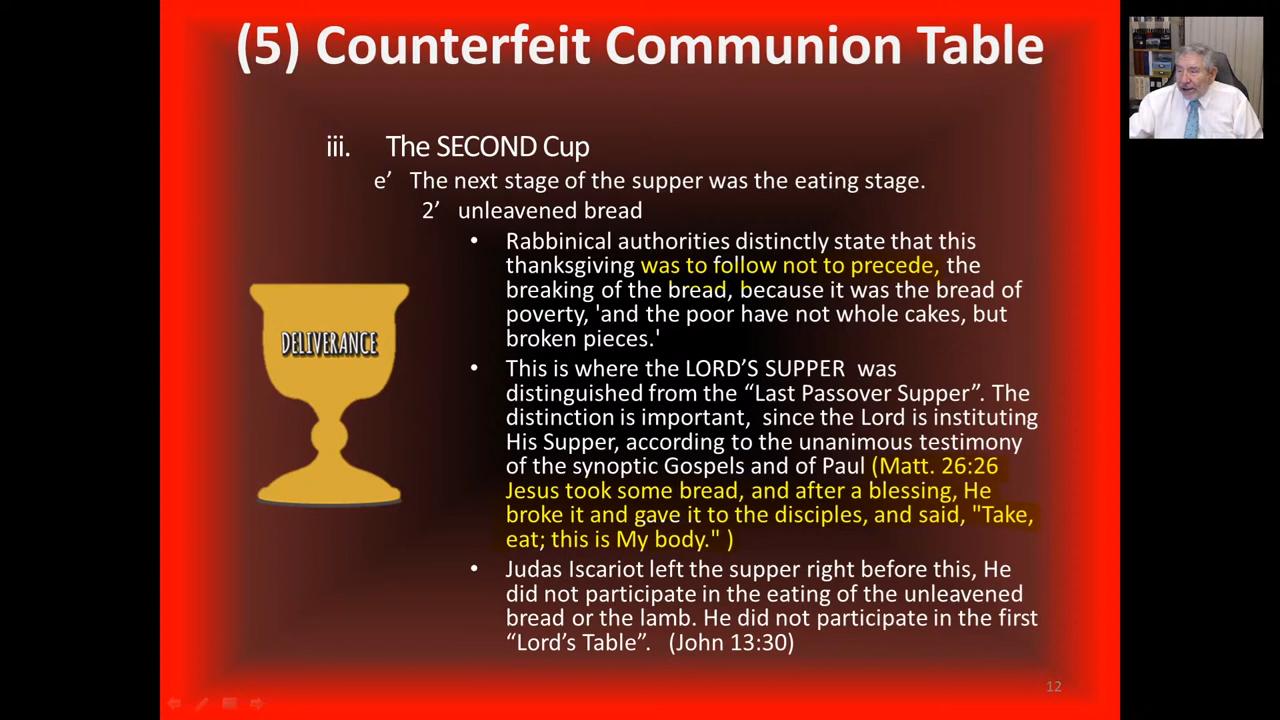 (5) Counterfeit Communion Table
iii. The SECOND Cup
e’ The next stage of the supper was the eating stage.
2’ unleavened bread
• Rabbinical authorities distinctly state that this
thanksgiving was to follow not to precede, the
breaking of the bread, because it was the bread of
poverty, 'and the poor have not whole cakes, but
broken pieces.'
DELIVERANCE
• This is where the LORD’S SUPPER was
distinguished from the “Last Passover Supper”. The
distinction is important, since the Lord is instituting
His Supper, according to the unanimous testimony
of the synoptic Gospels and of Paul (Matt. 26:26
Jesus took some bread, and after a blessing, He
broke it and gave it to the disciples, and said, "Take,
eat; this is My body." )
• Judas Iscariot left the supper right before this, He
did not participate in the eating of the unleavened
bread or the lamb. He did not participate in the first
“Lord’s Table”. (John 13:30)
12